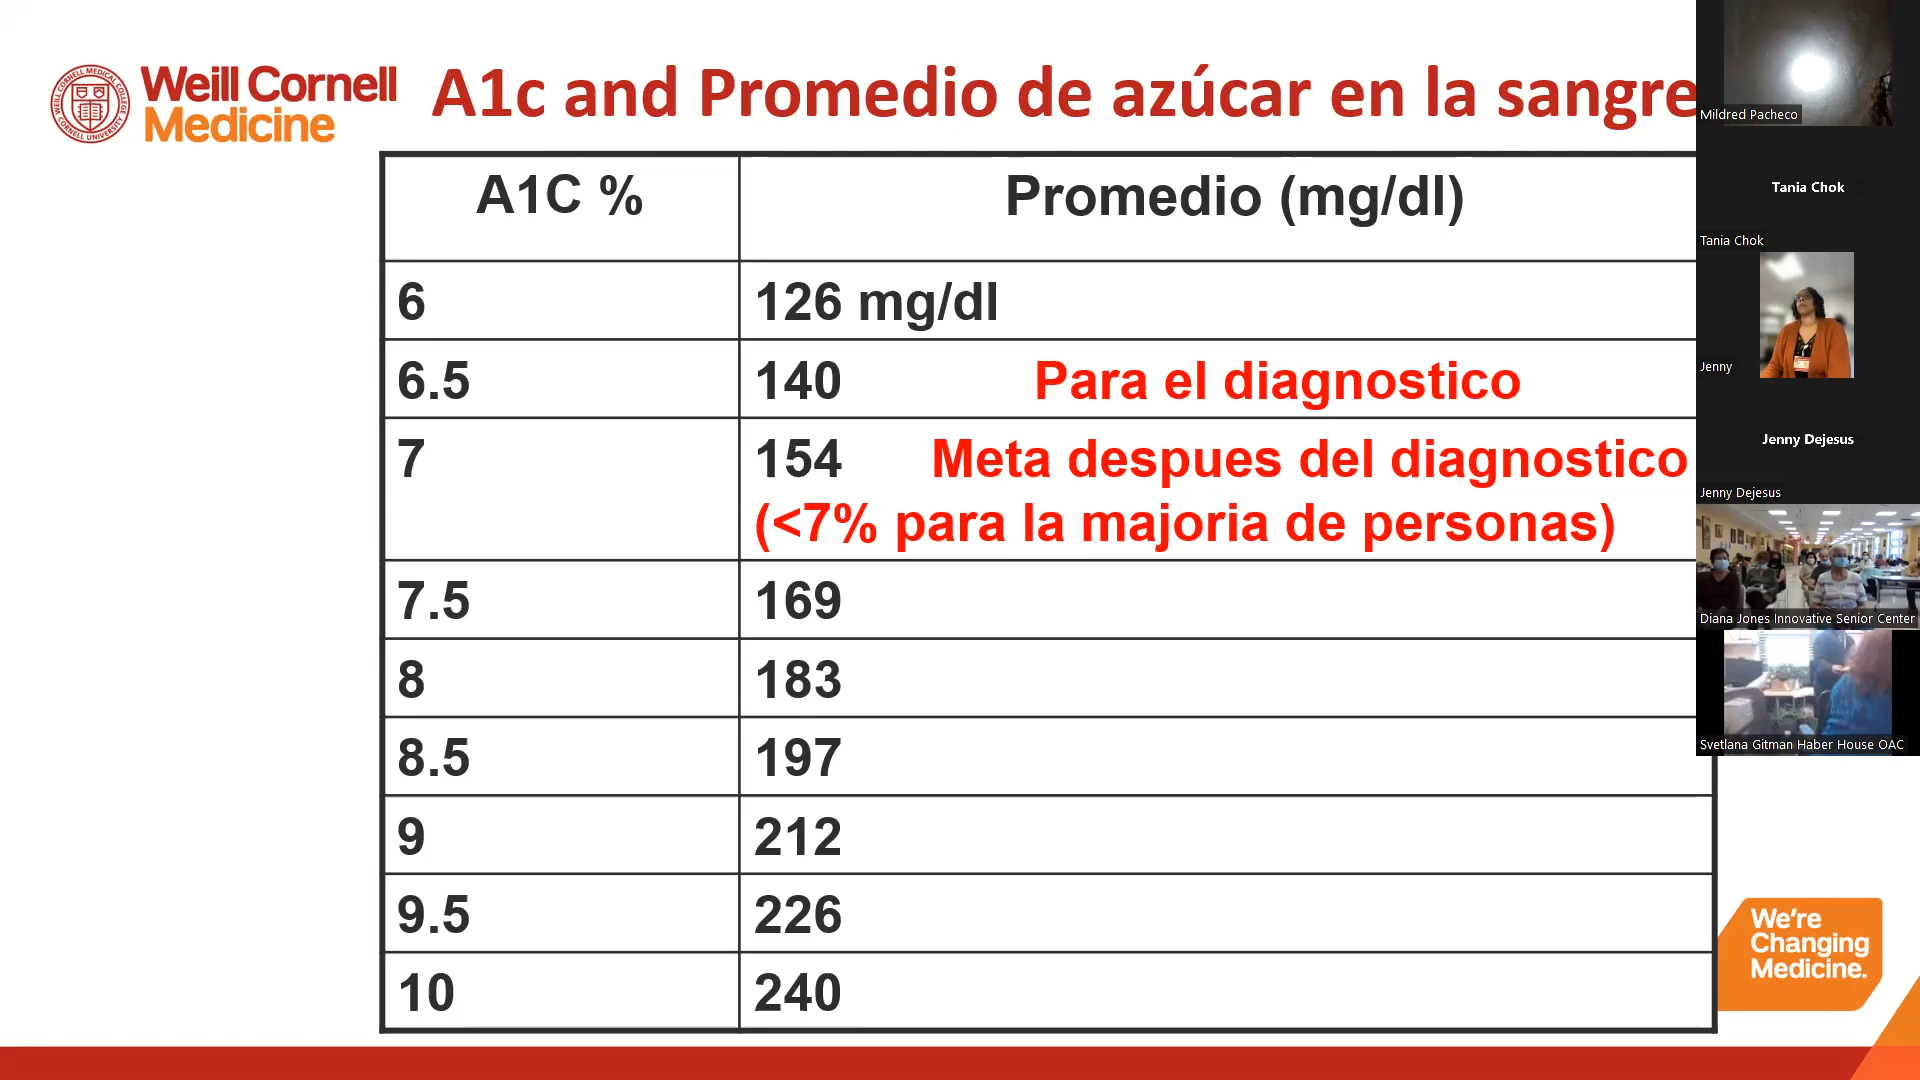 Weill Cornell
Medicine
A1c and Promedio de azúcar en la sangre
A1C %
Promedio (mg/dl)
6
126 mg/dl
6.5
140 Para el diagnostico
7
154 Meta despues del diagnostico
(<7% para la majoria de personas)
7.5
169
8
183
8.5
197
9
212
9.5
226
10
240
We're
Changing
Medicine.
Mildred Pacheco
Tania Chok
Tania Chok
Jenny
Jenny Dejesus
Jenny Dejesus
Diana Jones Innovative Senior Center
Svetlana Gitman Haber House OAC